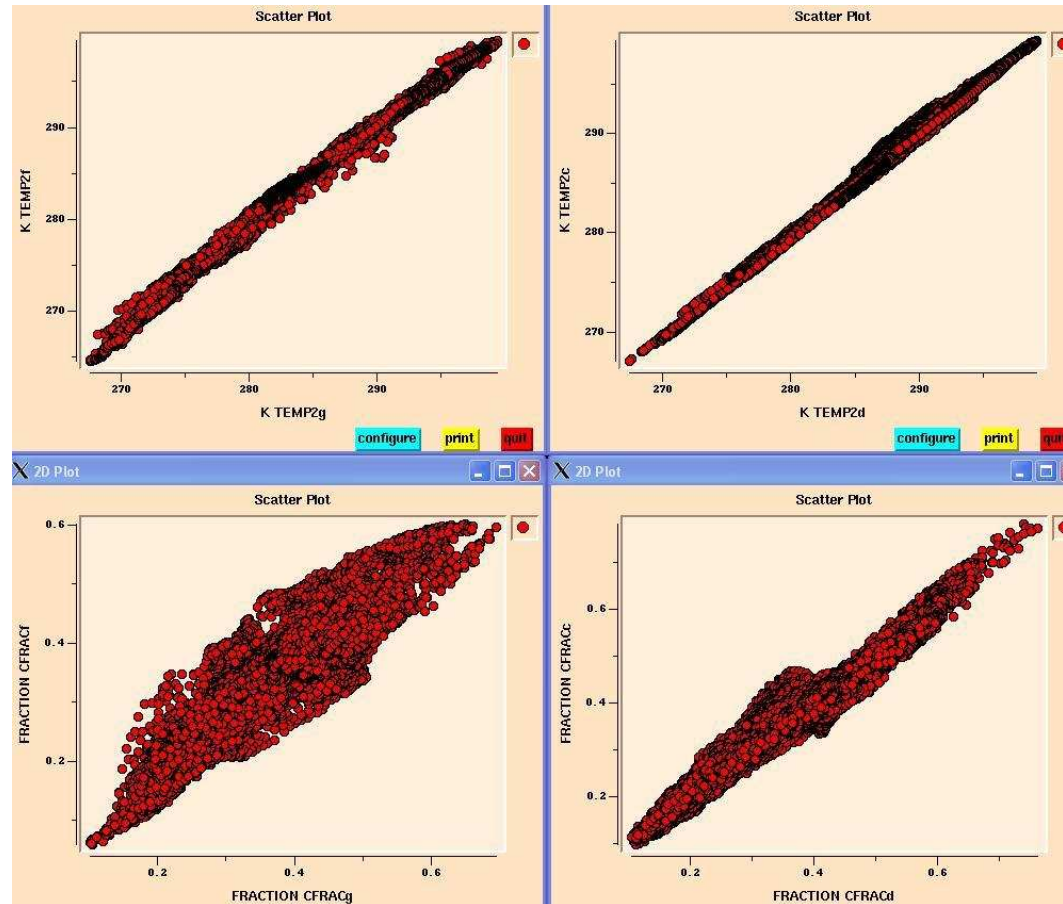 Scatter Plot
K TEMP2f
290
280
270
270
280
290
K TEMP2g
configure
print
quit
Scatter Plot
K TEMP2c
290
280
270
270
280
290
K TEMP2d
configure
print
quit
X 2D Plot
Scatter Plot
FRACTION CFRACf
0.6
0.4
0.2
0.2
0.4
0.6
FRACTION CFRACg
X 2D Plot
Scatter Plot
FRACTION CFRACc
0.6
0.4
0.2
0.2
0.4
0.6
FRACTION CFRACd